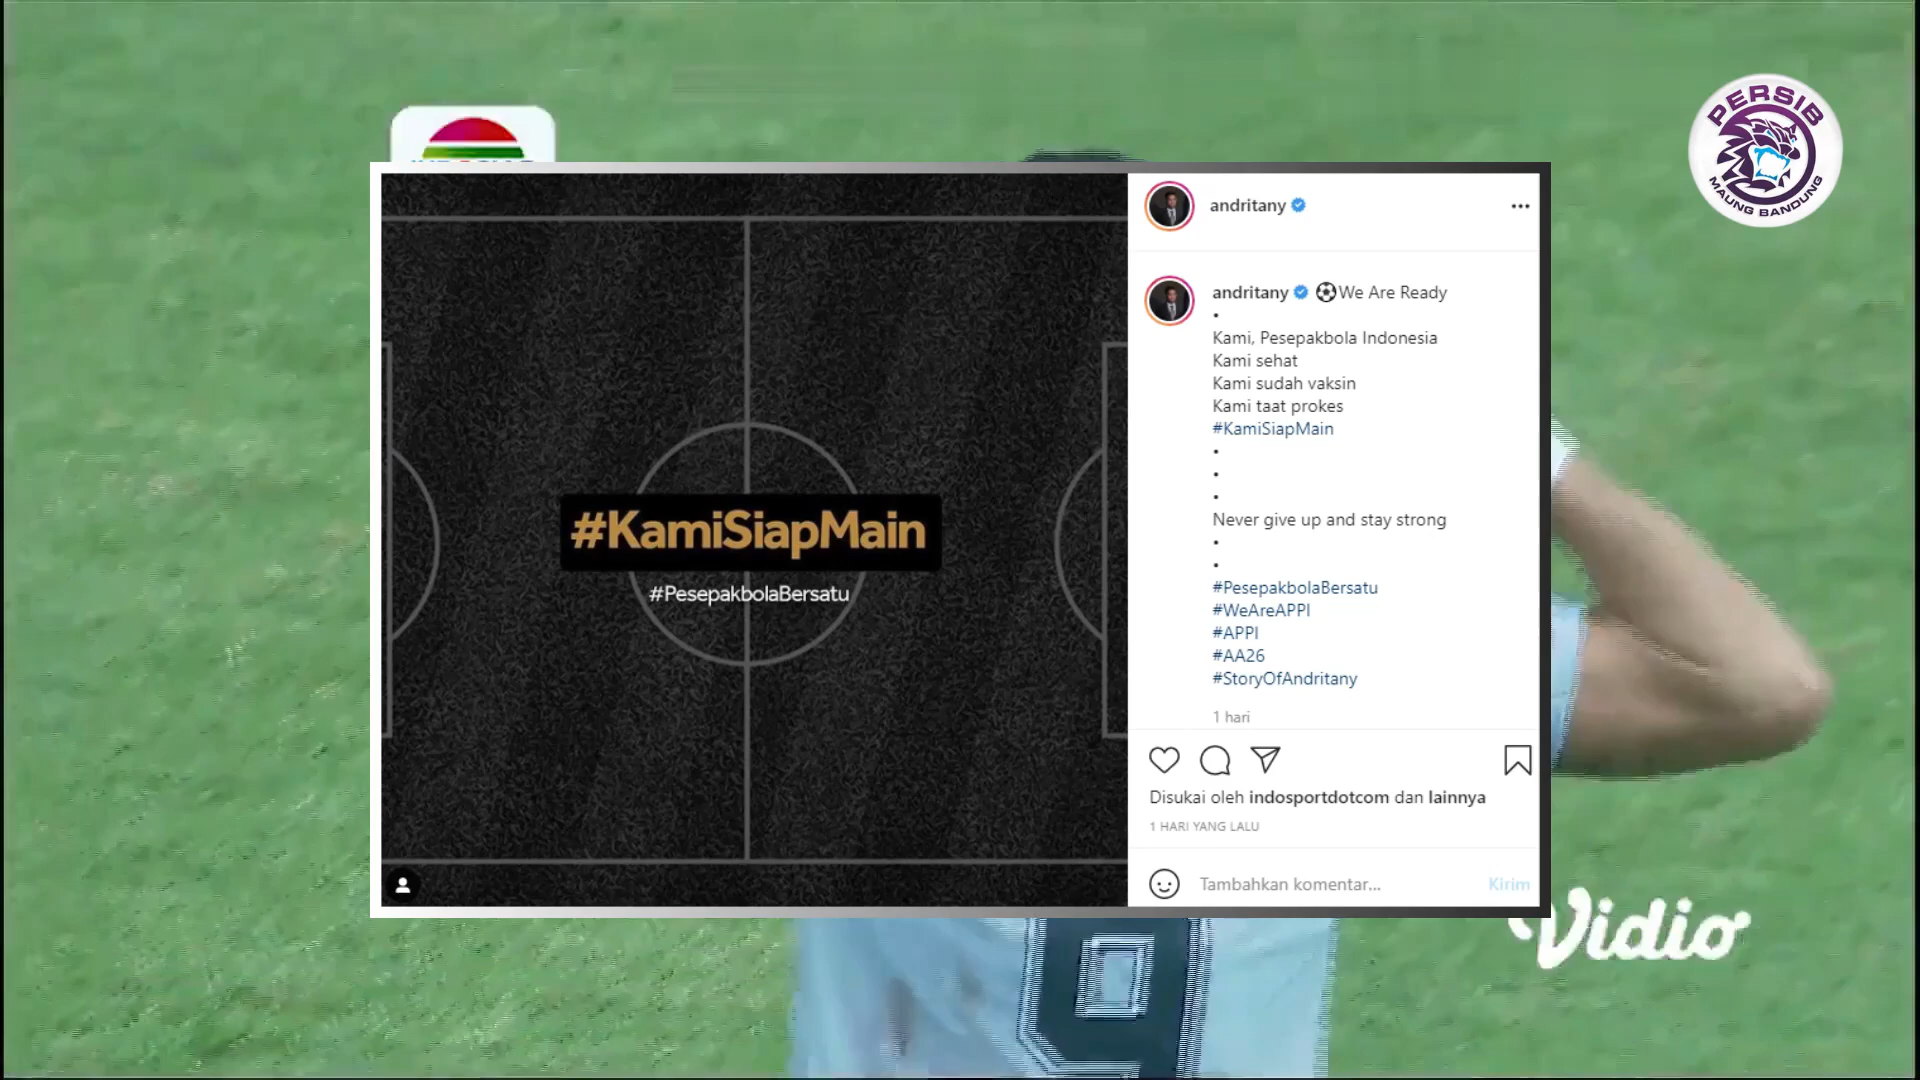 PERSIB
MAUNG BANDUNG
andritany
#KamiSiapMain
#PesepakbolaBersatu
andritany We Are Ready
•
Kami, Pesepakbola Indonesia
Kami sehat
Kami sudah vaksin
Kami taat prokes
#KamiSiapMain
•
•
•
Never give up and stay strong
•
•
#PesepakbolaBersatu
#WeAreAPPI
#APPI
#AA26
#StoryOfAndritany
1 hari
Disukai oleh indosportdotcom dan lainnya
1 HARI YANG LALU
Tambahkan komentar...
Kirim
Vidio